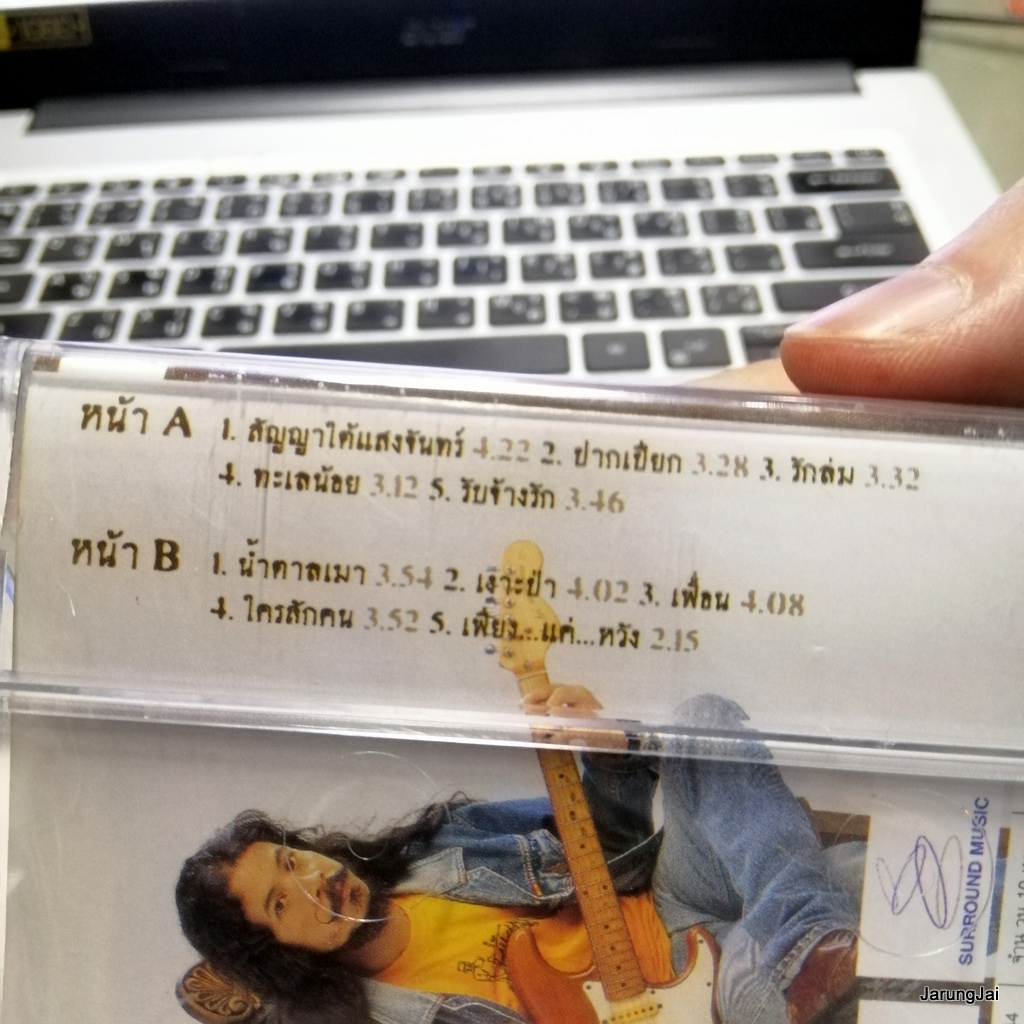 acer
หน้า A 1. สัญญาใต้แสงจันทร์ 4.22 2. ปากเปียก 3.28 3. รักล่ม 3.32
4. ทะเลน้อย 3.12 5. รับจ้างรัก 3.46
หน้า B 1. น้ำตาลเมา 3.54 2. เงาะป่า 4.02 3. เฟื่อน 4.08
4. ใครสักคน 3.52 5. เพียง...แค่...หวัง 2.15
SURROUND MUSIC
JarungJai